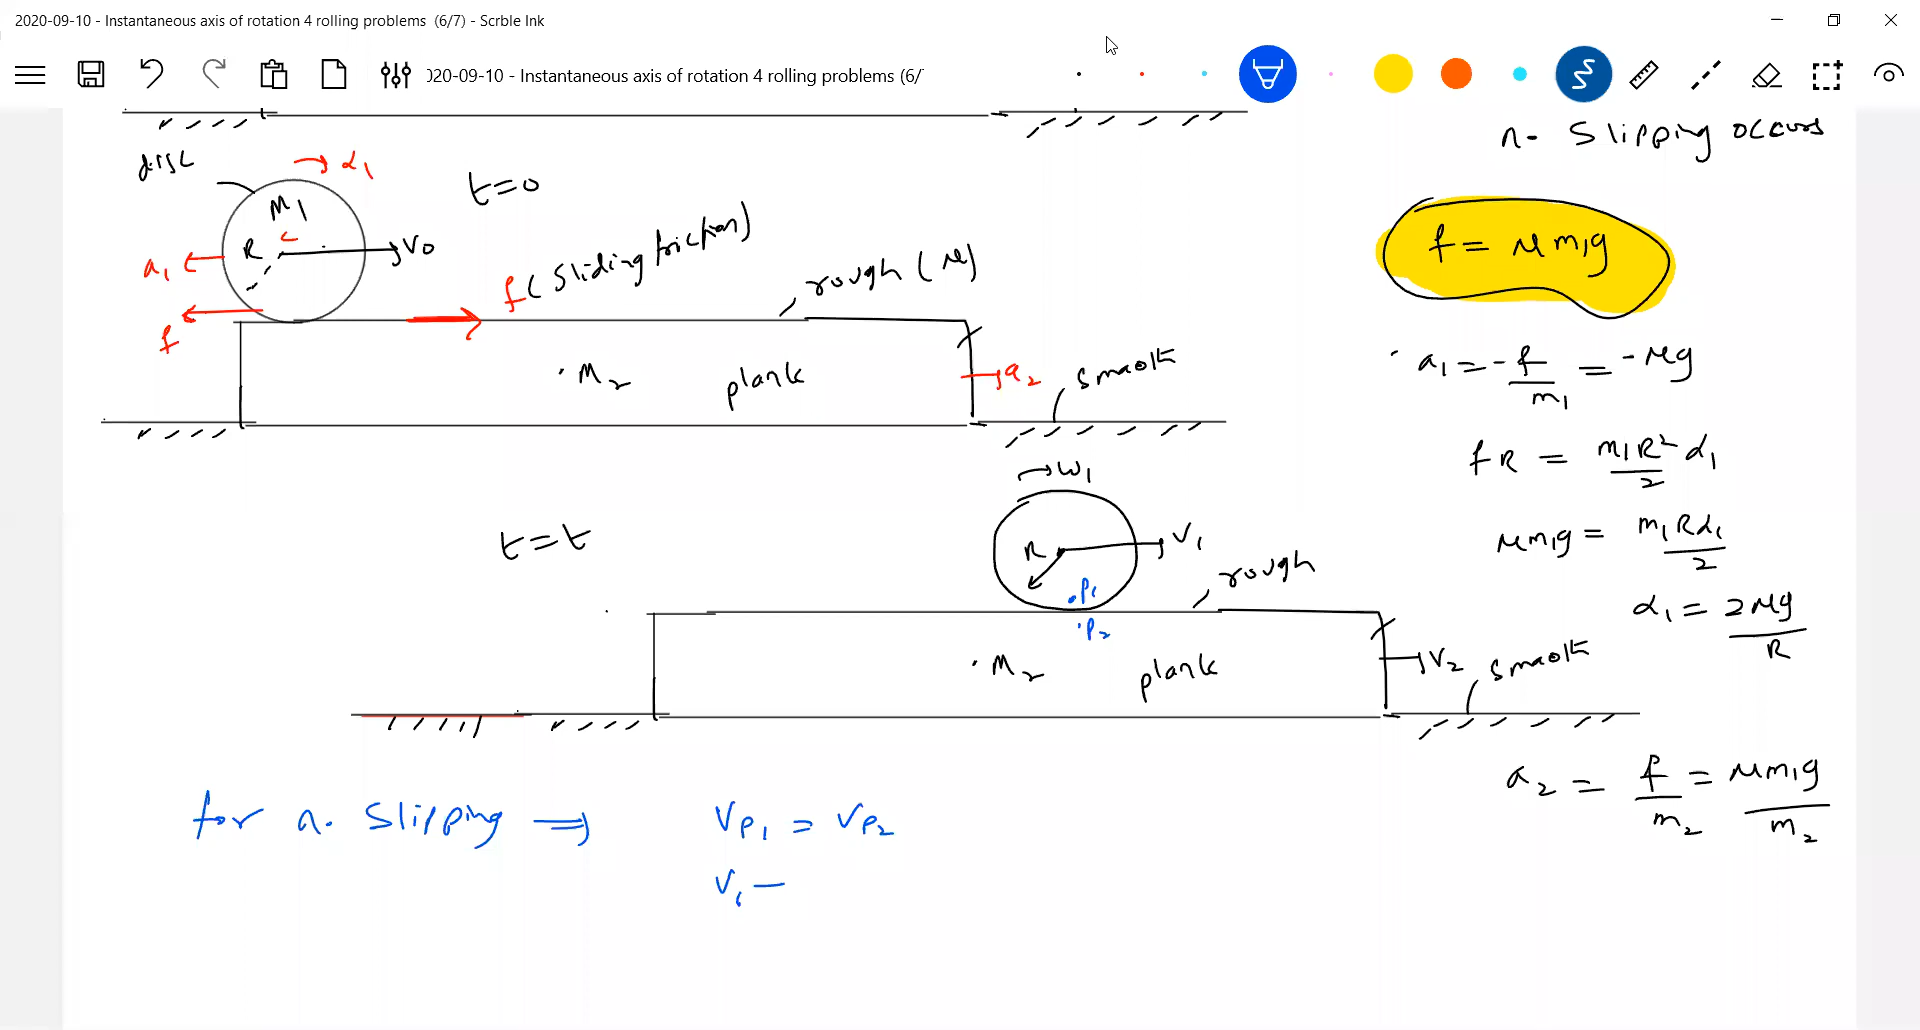 2020-09-10 - Instantaneous axis of rotation 4 rolling problems (6/7) - Scrble Ink
020-09-10 - Instantaneous axis of rotation 4 rolling problems (6/
n. Slipping occurs
disc
α₁
t=0
M₁
R
C
V₀
a₁
f
f (Sliding friction)
rough (μ)
M₂
plank
a₂
smooth
f = μm₁g
a₁ = -f/m₁ = -μg
fR = m₁R²/2 α₁
μm₁g = m₁Rα₁/2
α₁ = 2μg/R
a₂ = f/m₂ = μm₁g/m₂
t=t
ω₁
R
V₁
P₁
P₂
rough
M₂
plank
V₂
smooth
for n. Slipping ⇒ VP₁ = VP₂
V₁ −